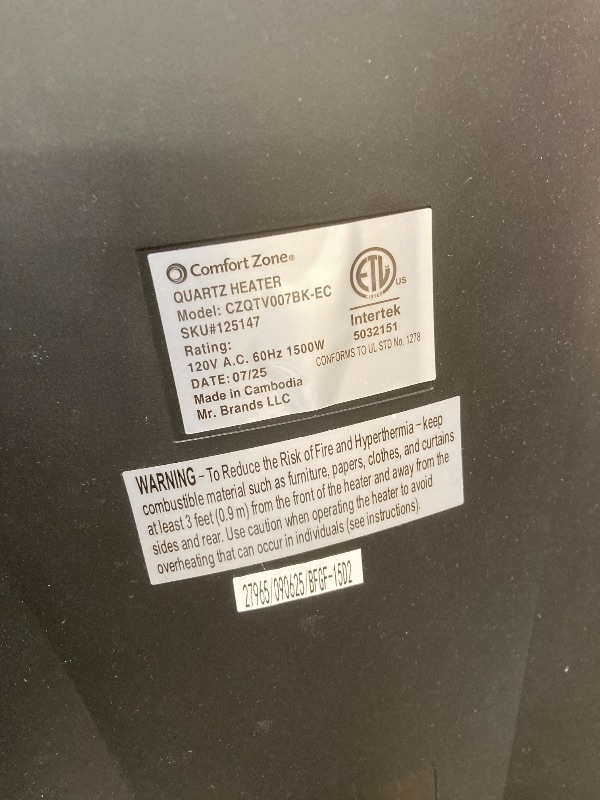 Comfort Zone®
QUARTZ HEATER
Model: CZQTV007BK-EC
SKU#125147
Rating:
120V A.C. 60Hz 1500W
DATE: 07/25
Made in Cambodia
Mr. Brands LLC
ETL
LISTED
US
Intertek
5032151
CONFORMS TO UL STD No. 1278
WARNING – To Reduce the Risk of Fire and Hyperthermia – keep
combustible material such as furniture, papers, clothes, and curtains
at least 3 feet (0.9 m) from the front of the heater and away from the
sides and rear. Use caution when operating the heater to avoid
overheating that can occur in individuals (see instructions).
27965/090625/BFGF-15D2